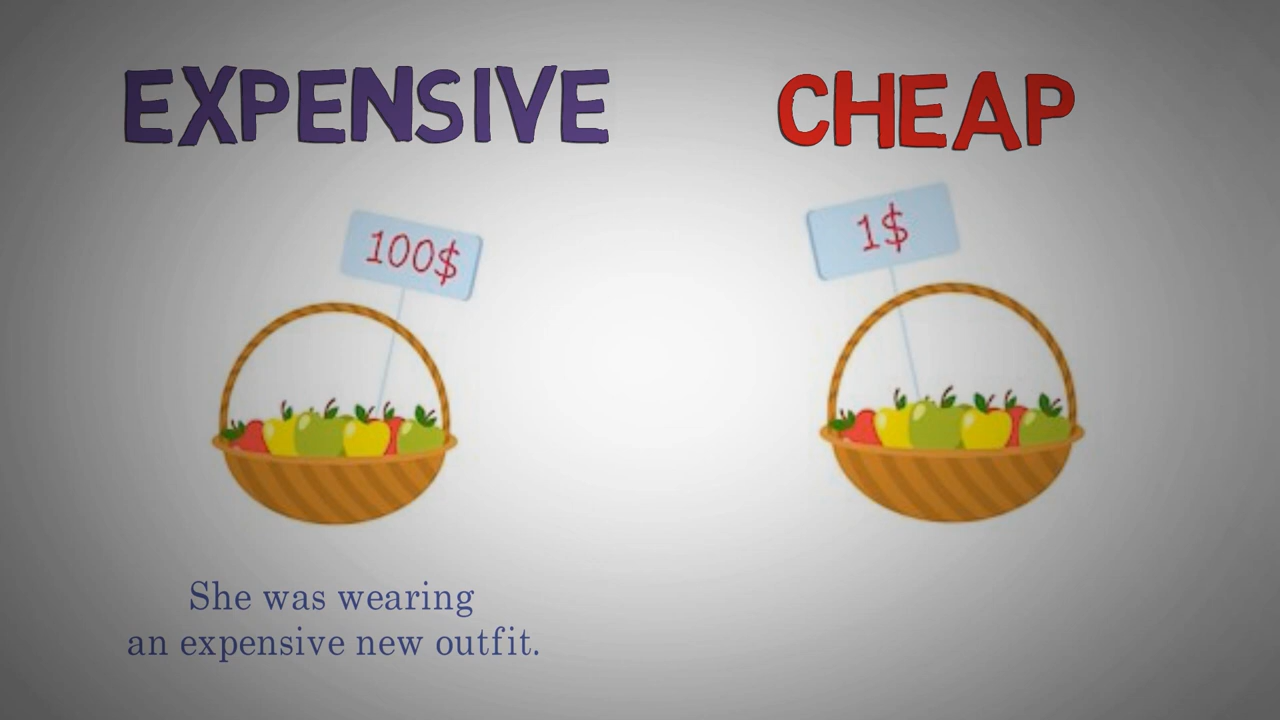 EXPENSIVE
CHEAP
100$
1$
She was wearing
an expensive new outfit.